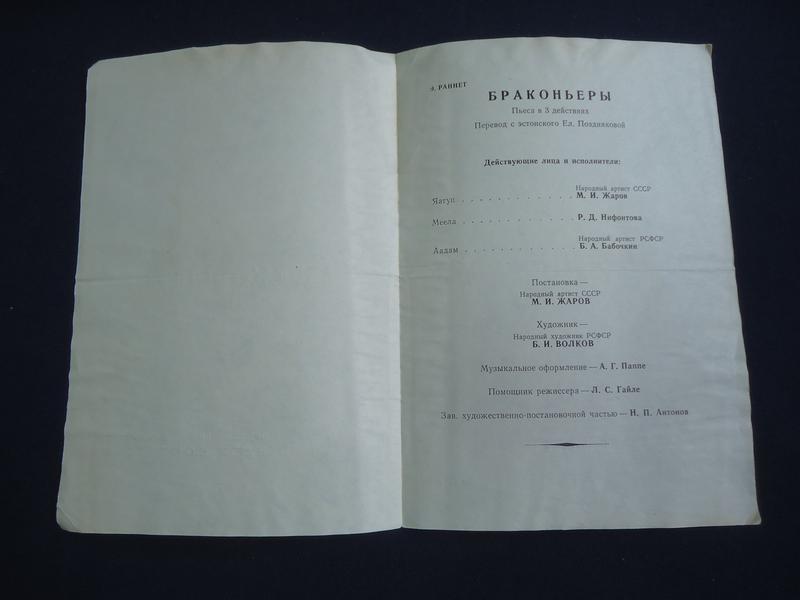 Э. РАННЕТ
БРАКОНЬЕРЫ
Пьеса в 3 действиях
Перевод с эстонского Ел. Поздняковой
Действующие лица и исполнители:
Народный артист СССР
Яагуп . . . . . . . . . . . . М. И. Жаров
Меела . . . . . . . . . . . . Р. Д. Нифонтова
Народный артист РСФСР
Аадам . . . . . . . . . . . . Б. А. Бабочкин
Постановка —
Народный артист СССР
М. И. ЖАРОВ
Художник —
Народный художник РСФСР
Б. И. ВОЛКОВ
Музыкальное оформление — А. Г. Паппе
Помощник режиссера — Л. С. Гайле
Зав. художественно-постановочной частью — Н. П. Антонов